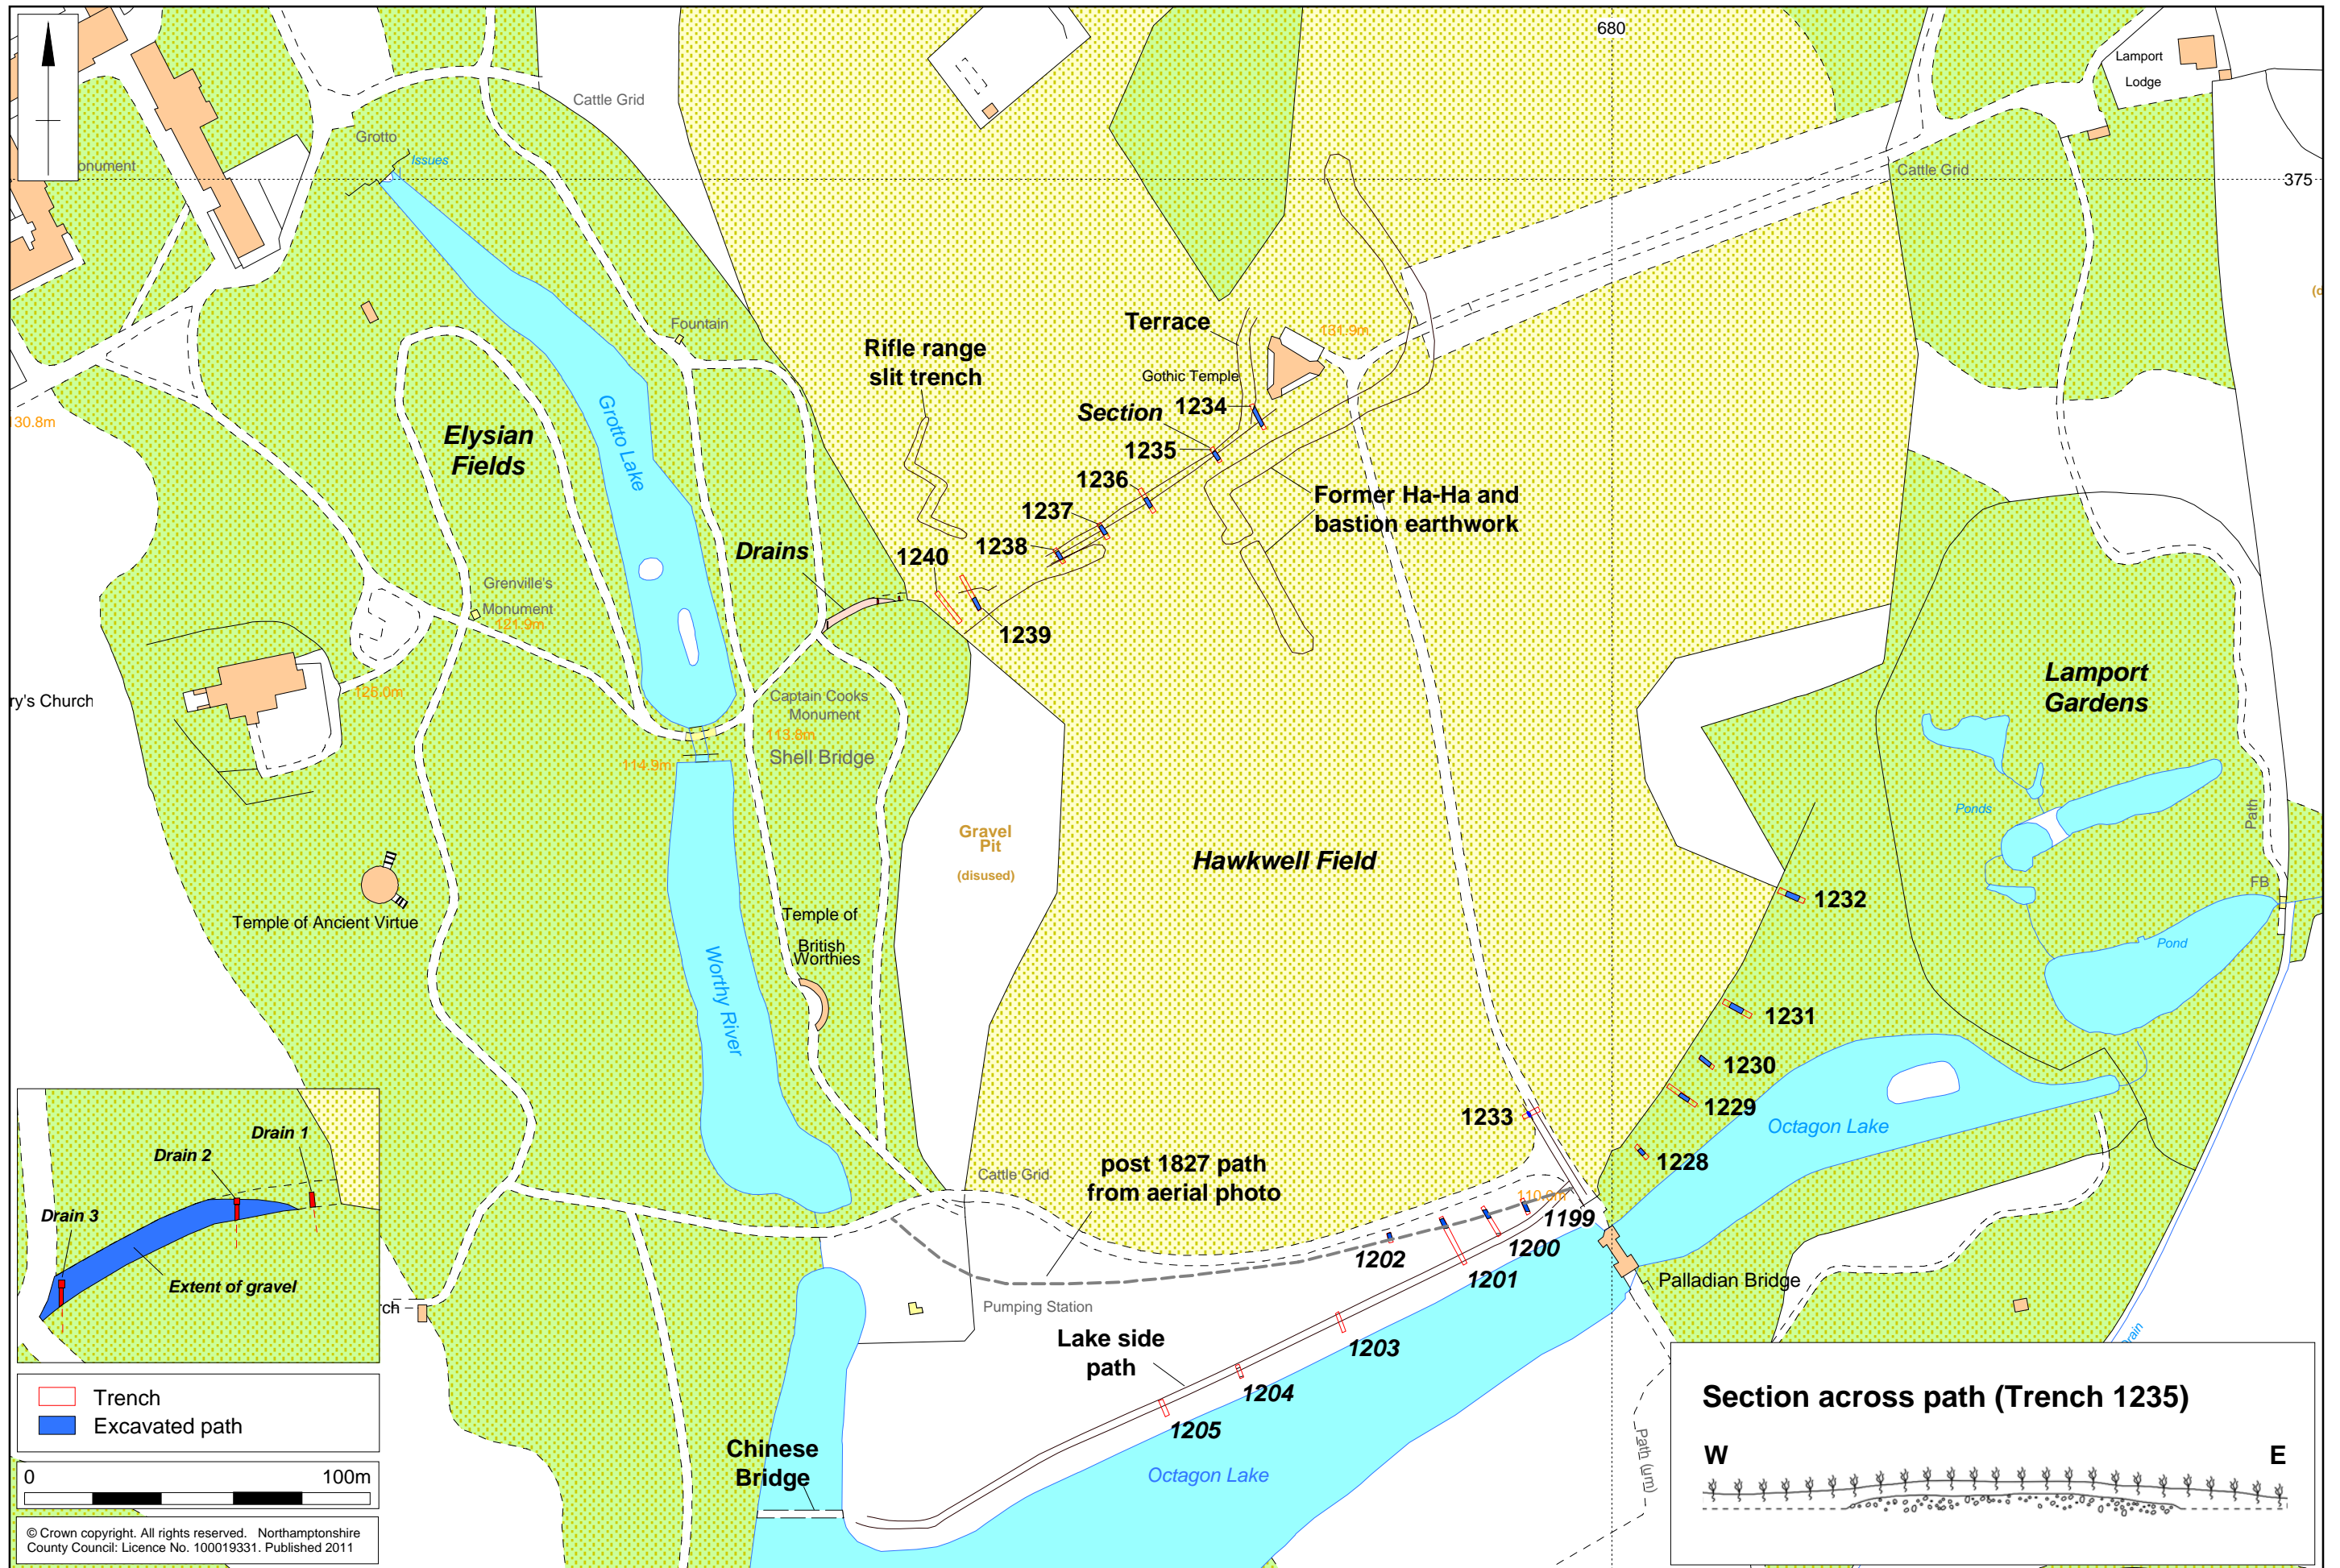 680
Lamport
Lodge
Cattle Grid
Grotto
Issues
onument
Cattle Grid
375
Fountain
Terrace
131.9m
Rifle range
slit trench
Gothic Temple
Section
1234
130.8m
Grotto Lake
Elysian
Fields
1235
1236
1237
Former Ha-Ha and
bastion earthwork
Drains
1240
1238
Grenville's
Monument
121.9m
1239
ry's Church
126.0m
Captain Cooks
Monument
113.8m
Shell Bridge
114.9m
Lamport
Gardens
Ponds
Path
Gravel
Pit
(disused)
Hawkwell Field
FB
1232
Temple of Ancient Virtue
Temple of
British
Worthies
Pond
Worthy River
1231
1230
1229
1233
Octagon Lake
1228
Cattle Grid
post 1827 path
from aerial photo
1199
1200
1202
1201
Palladian Bridge
Drain 1
Drain 2
Drain 3
Extent of gravel
rch
Pumping Station
Lake side
path
1203
1204
1205
Drain
Path (um)
Chinese
Bridge
Octagon Lake
Trench
Excavated path
0 100m
© Crown copyright. All rights reserved. Northamptonshire
County Council: Licence No. 100019331. Published 2011
Section across path (Trench 1235)
W E